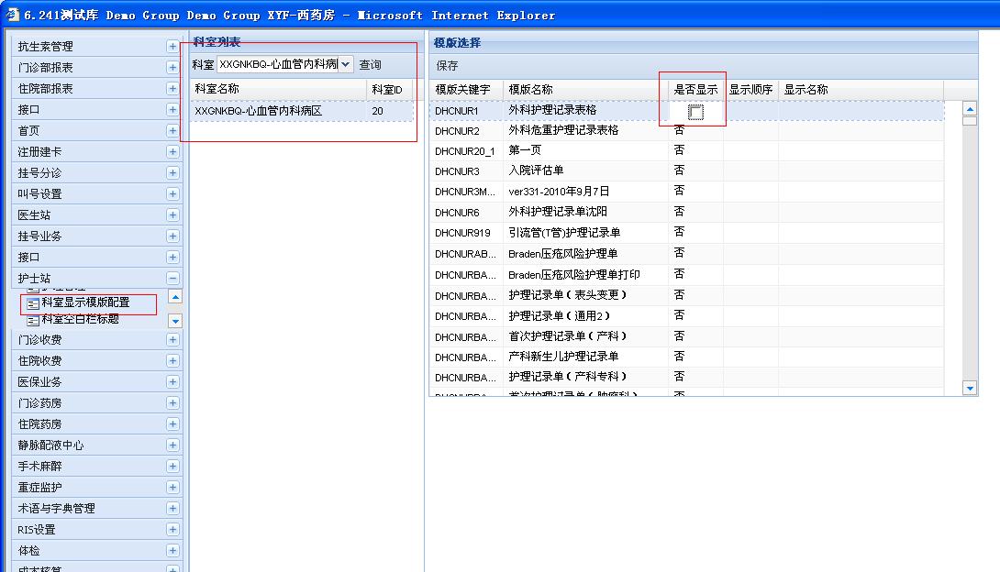 6.241测试库 Demo Group Demo Group XYF-西药房 - Microsoft Internet Explorer
抗生素管理
门诊部报表
住院部报表
接口
首页
注册建卡
挂号分诊
叫号设置
医生站
挂号业务
接口
护士站
科室显示模版配置
科室空白栏标题
门诊收费
住院收费
医保业务
门诊药房
住院药房
静脉配液中心
手术麻醉
重症监护
术语与字典管理
RIS设置
体检
成本核算
科室列表
科室 XXGNKBQ-心血管内科病 查询
科室名称 科室ID
XXGNKBQ-心血管内科病区 20
模版选择
保存
模版关键字 模版名称 是否显示 显示顺序 显示名称
DHCNUR1 外科护理记录表格
DHCNUR2 外科危重护理记录表格 否
DHCNUR20_1 第一页 否
DHCNUR3 入院评估单 否
DHCNUR3M... ver331-2010年9月7日 否
DHCNUR6 外科护理记录单沈阳 否
DHCNUR919 引流管(T管)护理记录单 否
DHCNURAB... Braden压疮风险护理单 否
DHCNURBA... Braden压疮风险护理单打印 否
DHCNURBA... 护理记录单（表头变更） 否
DHCNURBA... 护理记录单（通用2） 否
DHCNURBA... 首次护理记录单（产科） 否
DHCNURBA... 产科新生儿护理记录单 否
DHCNURBA... 护理记录单（产科专科） 否
DHCNURBA... 首次护理记录单（肿瘤科） 否